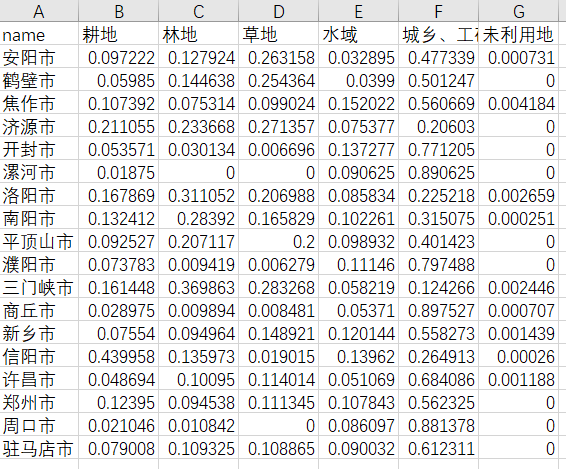 A B C D E F G
name 耕地 林地 草地 水域 城乡、工 未利用地
安阳市 0.097222 0.127924 0.263158 0.032895 0.477339 0.000731
鹤壁市 0.05985 0.144638 0.254364 0.0399 0.501247 0
焦作市 0.107392 0.075314 0.099024 0.152022 0.560669 0.004184
济源市 0.211055 0.233668 0.271357 0.075377 0.20603 0
开封市 0.053571 0.030134 0.006696 0.137277 0.771205 0
漯河市 0.01875 0 0 0.090625 0.890625 0
洛阳市 0.167869 0.311052 0.206988 0.085834 0.225218 0.002659
南阳市 0.132412 0.28392 0.165829 0.102261 0.315075 0.000251
平顶山市 0.092527 0.207117 0.2 0.098932 0.401423 0
濮阳市 0.073783 0.009419 0.006279 0.11146 0.797488 0
三门峡市 0.161448 0.369863 0.283268 0.058219 0.124266 0.002446
商丘市 0.028975 0.009894 0.008481 0.05371 0.897527 0.000707
新乡市 0.07554 0.094964 0.148921 0.120144 0.558273 0.001439
信阳市 0.439958 0.135973 0.019015 0.13962 0.264913 0.00026
许昌市 0.048694 0.10095 0.114014 0.051069 0.684086 0.001188
郑州市 0.12395 0.094538 0.111345 0.107843 0.562325 0
周口市 0.021046 0.010842 0 0.086097 0.881378 0
驻马店市 0.079008 0.109325 0.108865 0.090032 0.612311 0